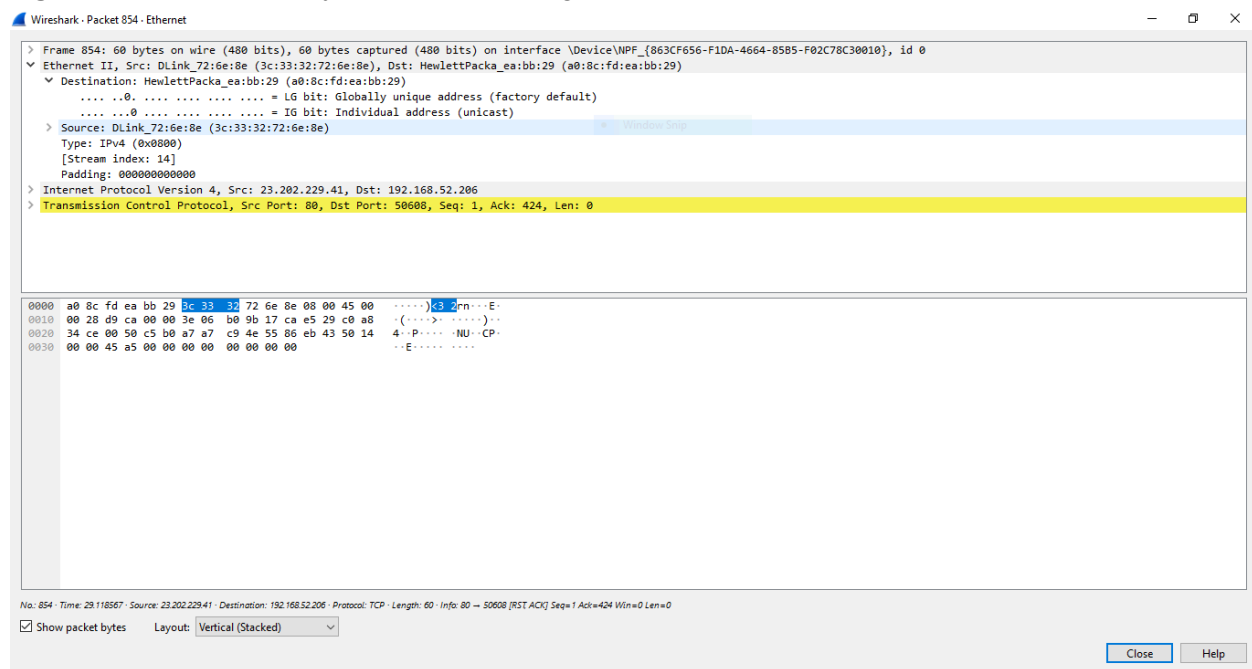 Wireshark · Packet 854 · Ethernet
> Frame 854: 60 bytes on wire (480 bits), 60 bytes captured (480 bits) on interface \Device\NPF_{863CF656-F1DA-4664-85B5-F02C78C30010}, id 0
Ethernet II, Src: DLink_72:6e:8e (3c:33:32:72:6e:8e), Dst: HewlettPacka_ea:bb:29 (a0:8c:fd:ea:bb:29)
Destination: HewlettPacka_ea:bb:29 (a0:8c:fd:ea:bb:29)
.... ..0. .... .... .... .... = LG bit: Globally unique address (factory default)
.... ...0 .... .... .... .... = IG bit: Individual address (unicast)
> Source: DLink_72:6e:8e (3c:33:32:72:6e:8e)
Window Snip
Type: IPv4 (0x0800)
[Stream index: 14]
Padding: 000000000000
> Internet Protocol Version 4, Src: 23.202.229.41, Dst: 192.168.52.206
> Transmission Control Protocol, Src Port: 80, Dst Port: 50608, Seq: 1, Ack: 424, Len: 0
0000 a0 8c fd ea bb 29 3c 33 32 72 6e 8e 08 00 45 00 ·····)<3 2rn···E·
0010 00 28 d9 ca 00 00 3e 06 b0 9b 17 ca e5 29 c0 a8 ·(····>· ·····)··
0020 34 ce 00 50 c5 b0 a7 a7 c9 4e 55 86 eb 43 50 14 4··P···· ·NU··CP·
0030 00 00 45 a5 00 00 00 00 00 00 00 00 ··E····· ····
No.: 854 · Time: 29.118567 · Source: 23.202.229.41 · Destination: 192.168.52.206 · Protocol: TCP · Length: 60 · Info: 80 → 50608 [RST, ACK] Seq=1 Ack=424 Win=0 Len=0
Show packet bytes Layout: Vertical (Stacked)
Close Help